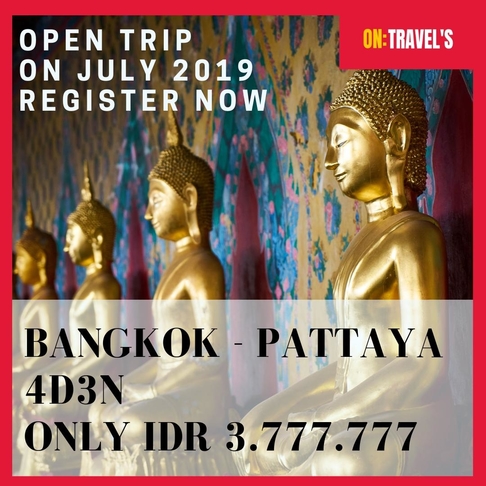 OPEN TRIP
ON JULY 2019
REGISTER NOW
ON:TRAVEL'S
BANGKOK - PATTAYA
4D3N
ONLY IDR 3.777.777